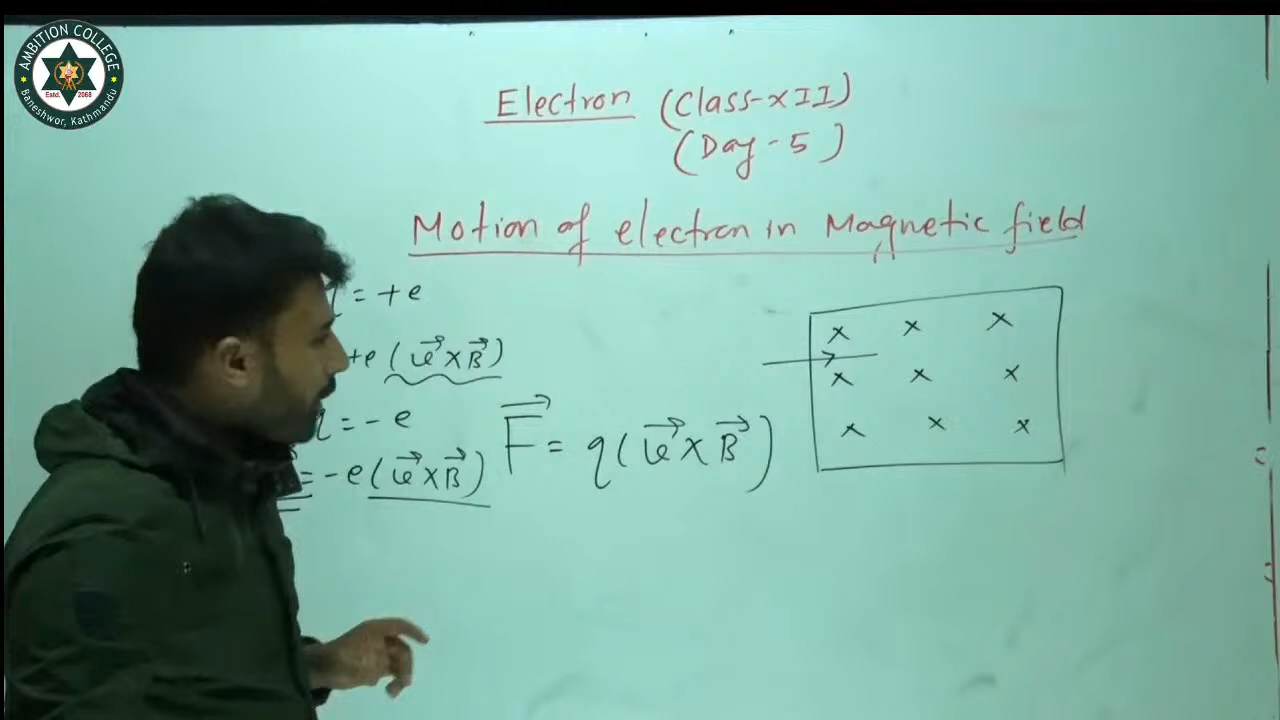 AMBITION COLLEGE
Estd. 2068
Baneshwor, Kathmandu
Electron (Class-XII)
(Day-5)
Motion of electron in Magnetic field
= +e
+e (v⃗ × B⃗)
= -e
= -e (v⃗ × B⃗)
F⃗ = q(v⃗ × B⃗)
× × ×
× × ×
× × ×